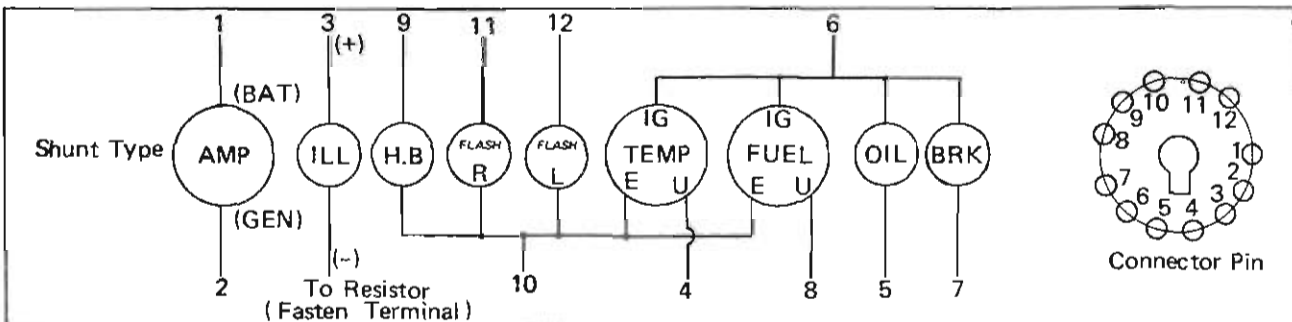 1 3 9 11 12 6
(+)
(BAT)
Shunt Type
AMP ILL H.B FLASH R FLASH L IG TEMP E U IG FUEL E U OIL BRK
(GEN)
(-)
2 To Resistor 10 4 8 5 7
(Fasten Terminal)
10 11
9 12
8 1
7 2
6 5 4 3
Connector Pin